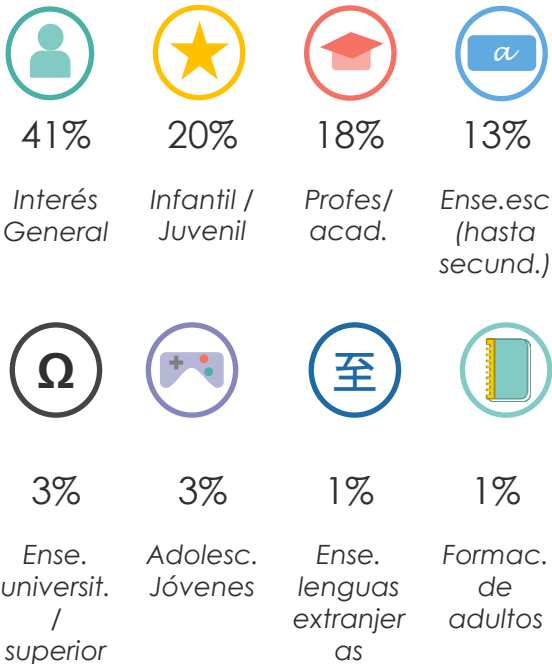 a
41%
20%
18%
13%
Interés
General
Infantil /
Juvenil
Profes/
acad.
Ense.esc
(hasta
secund.)
Ω
至
3%
3%
1%
1%
Ense.
universit.
/
superior
Adolesc.
Jóvenes
Ense.
lenguas
extranjer
as
Formac.
de
adultos